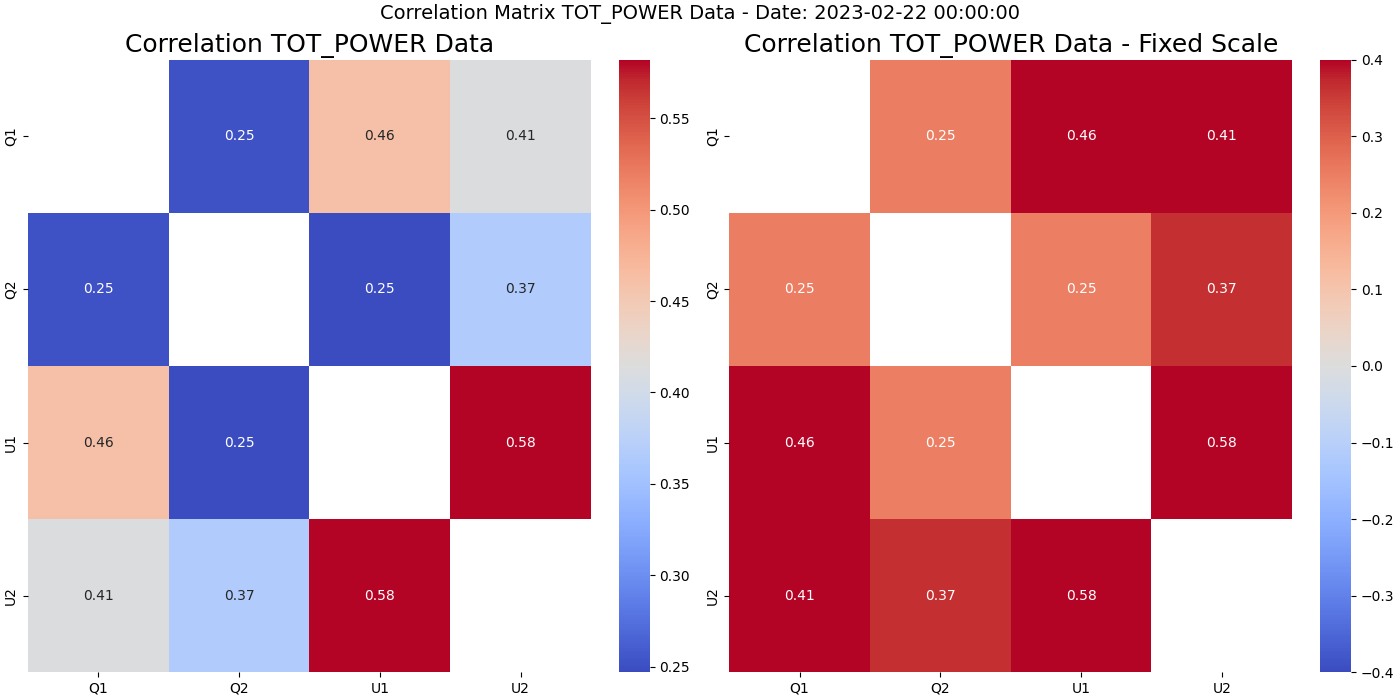 Correlation Matrix TOT_POWER Data - Date: 2023-02-22 00:00:00
Correlation TOT_POWER Data
Q1
0.25
0.46
0.41
Q2
0.25
0.25
0.37
U1
0.46
0.25
0.58
U2
0.41
0.37
0.58
Q1
Q2
U1
U2
0.55
0.50
0.45
0.40
0.35
0.30
0.25
Correlation TOT_POWER Data - Fixed Scale
Q1
0.25
0.46
0.41
Q2
0.25
0.25
0.37
U1
0.46
0.25
0.58
U2
0.41
0.37
0.58
Q1
Q2
U1
U2
0.4
0.3
0.2
0.1
0.0
−0.1
−0.2
−0.3
−0.4